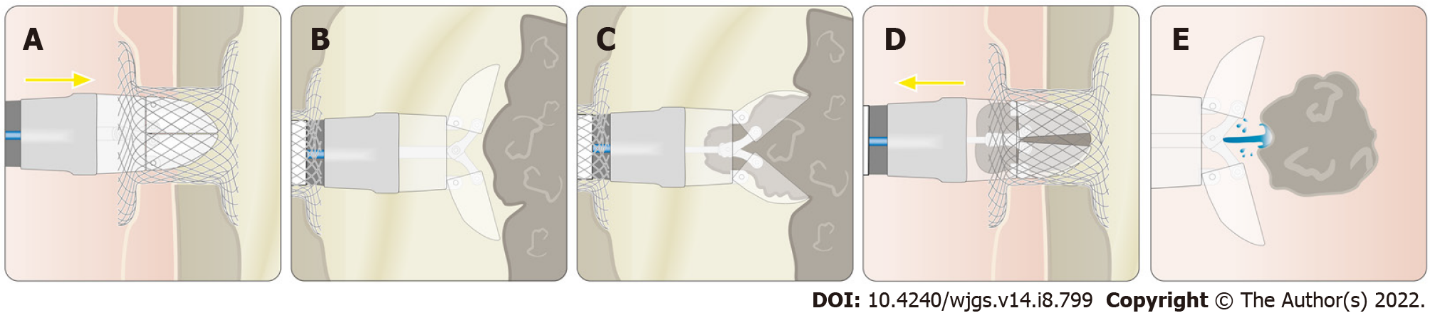 A
B
C
D
E
DOI: 10.4240/wjgs.v14.i8.799 Copyright © The Author(s) 2022.